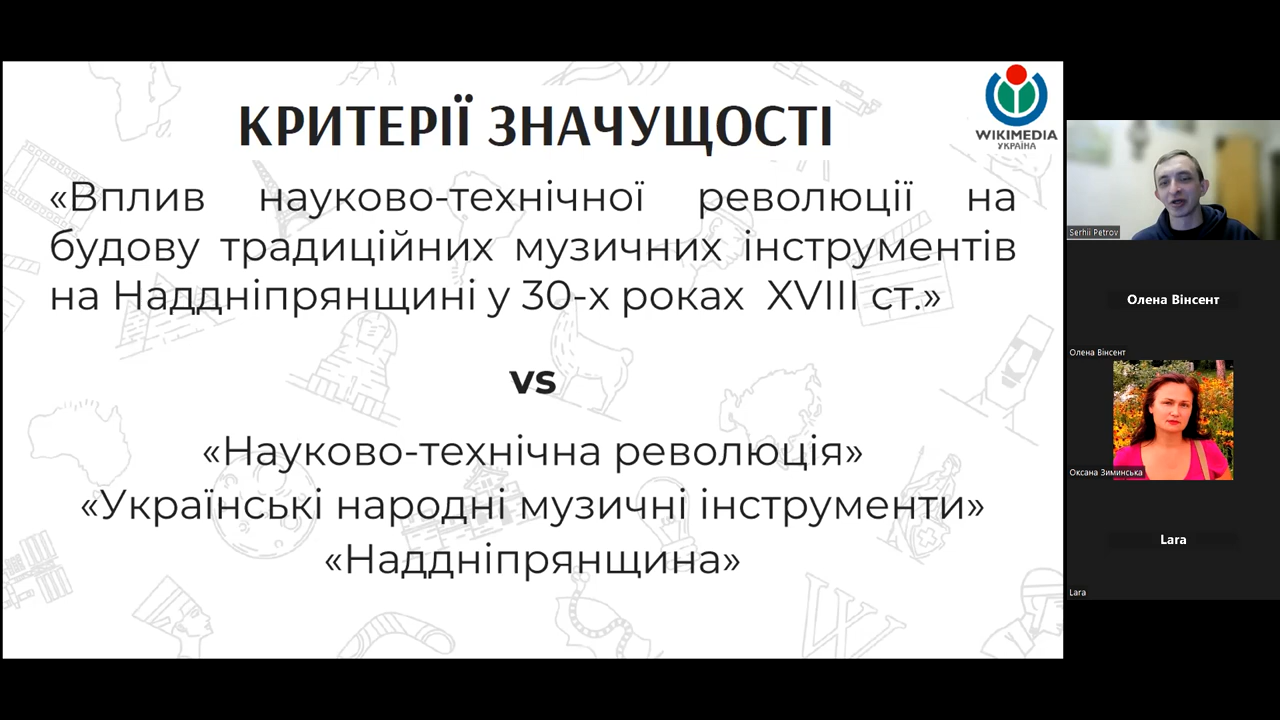 КРИТЕРІЇ ЗНАЧУЩОСТІ
WIKIMEDIA
УКРАЇНА
«Вплив науково-технічної революції на
будову традиційних музичних інструментів
на Наддніпрянщині у 30-х роках XVIII ст.»
vs
«Науково-технічна революція»
«Українські народні музичні інструменти»
«Наддніпрянщина»
Serhii Petrov
Олена Вінсент
Олена Вінсент
Оксана Зиминська
Lara
Lara